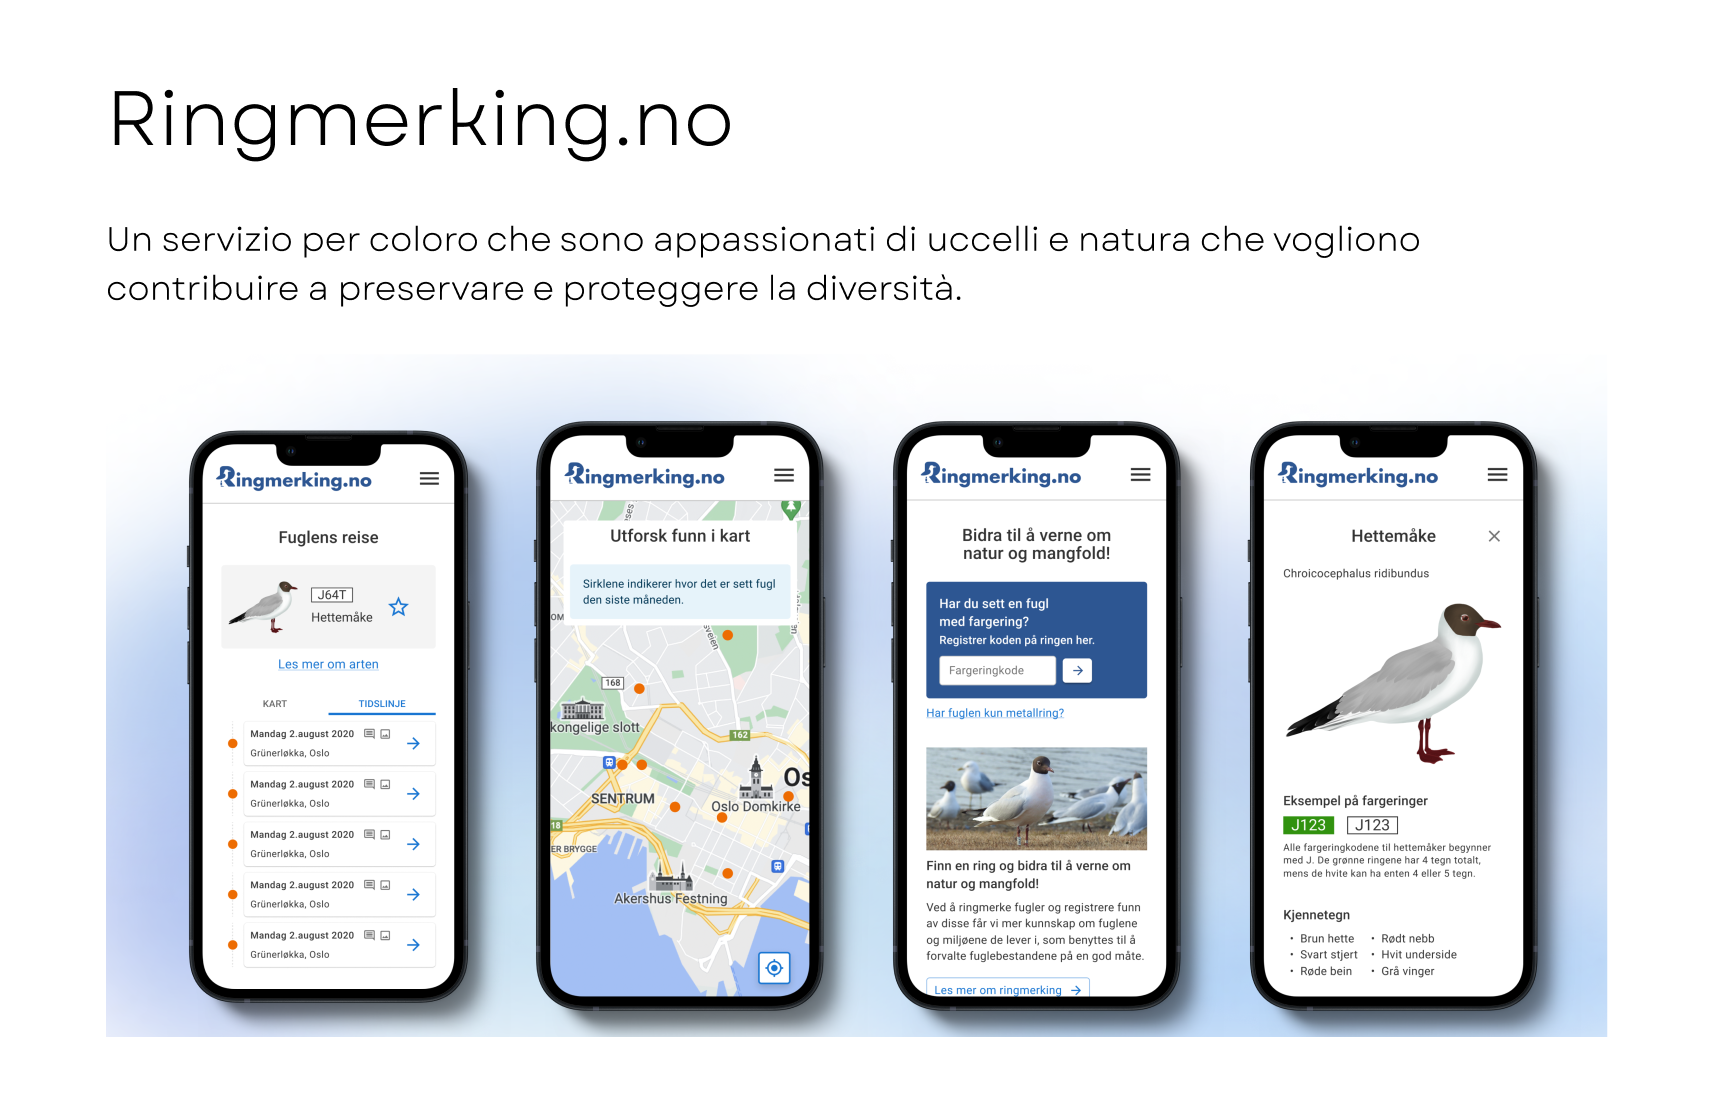 Ringmerking.no
Un servizio per coloro che sono appassionati di uccelli e natura che vogliono
contribuire a preservare e proteggere la diversità.
Ringmerking.no
Fuglens reise
J64T
Hettemåke
Les mer om arten
KART TIDSLINJE
Mandag 2.august 2020
Grünerløkka, Oslo
Mandag 2.august 2020
Grünerløkka, Oslo
Mandag 2.august 2020
Grünerløkka, Oslo
Mandag 2.august 2020
Grünerløkka, Oslo
Mandag 2.august 2020
Grünerløkka, Oslo
Ringmerking.no
Utforsk funn i kart
Sirklene indikerer hvor det er sett fugl
den siste måneden.
sveien
168
kongelige slott
162
Os
SENTRUM
Oslo Domkirke
18
ER BRYGGE
Akershus Festning
Ringmerking.no
Bidra til å verne om
natur og mangfold!
Har du sett en fugl
med fargering?
Registrer koden på ringen her.
Fargeringkode
Har fuglen kun metallring?
Finn en ring og bidra til å verne om
natur og mangfold!
Ved å ringmerke fugler og registrere funn
av disse får vi mer kunnskap om fuglene
og miljøene de lever i, som benyttes til å
forvalte fuglebestandene på en god måte.
Les mer om ringmerking
Ringmerking.no
Hettemåke
Chroicocephalus ridibundus
Eksempel på fargeringer
J123 J123
Alle fargeringkodene til hettemåker begynner
med J. De grønne ringene har 4 tegn totalt,
mens de hvite kan ha enten 4 eller 5 tegn.
Kjennetegn
• Brun hette • Rødt nebb
• Svart stjert • Hvit underside
• Røde bein • Grå vinger